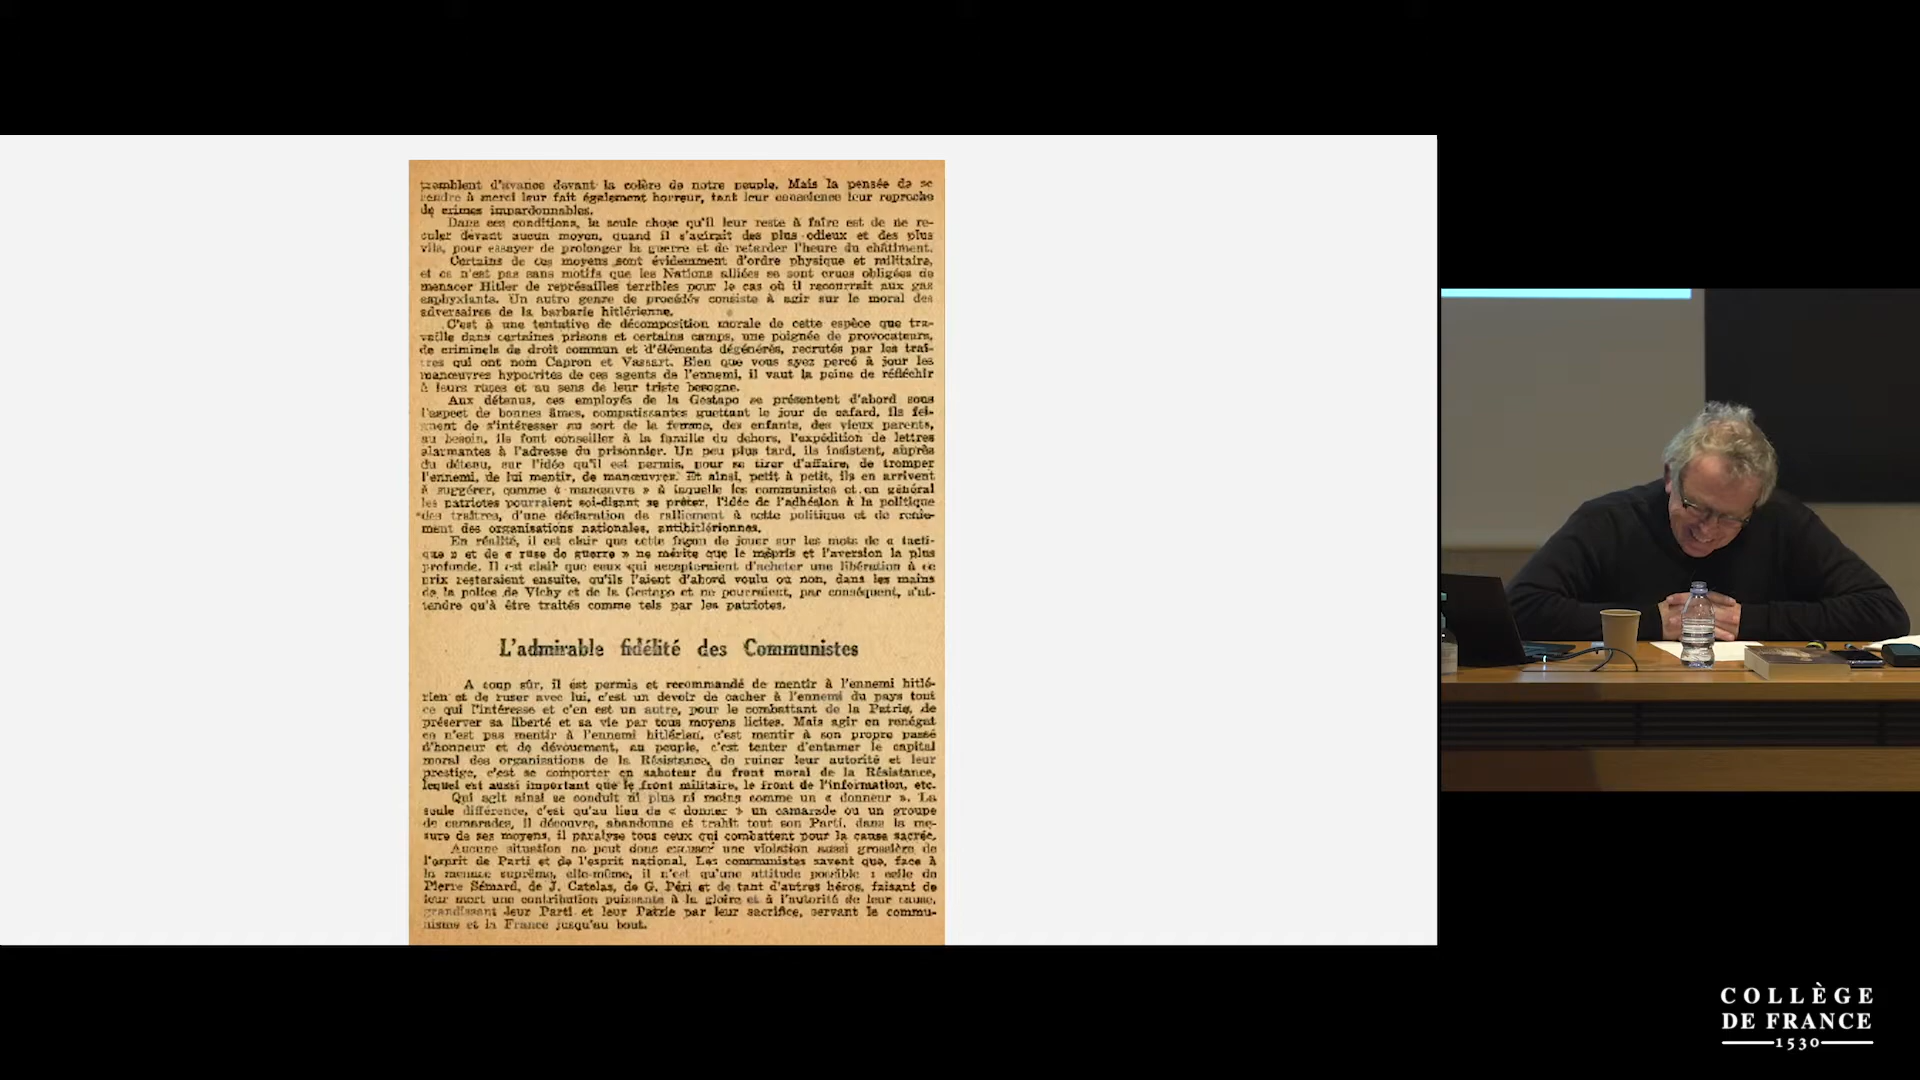 tremblent d'avance devant la colère de notre peuple. Mais la pensée de se
rendre à merci leur fait également horreur, tant leur conscience leur reproche
de crimes impardonnables.
Dans ces conditions, la seule chose qu'il leur reste à faire est de ne re-
culer devant aucun moyen, quand il s'agirait des plus odieux et des plus
vils, pour essayer de prolonger la guerre et de retarder l'heure du châtiment.
Certains de ces moyens sont évidemment d'ordre physique et militaire,
et ce n'est pas sans motifs que les Nations alliées se sont crues obligées de
menacer Hitler de représailles terribles pour le cas où il recourrait aux gaz
asphyxiants. Un autre genre de procédés consiste à agir sur le moral des
adversaires de la barbarie hitlérienne.
C'est à une tentative de décomposition morale de cette espèce que tra-
vaille dans certaines prisons et certains camps, une poignée de provocateurs,
de criminels de droit commun et d'éléments dégénérés, recrutés par les traî-
tres qui ont nom Capron et Vassart. Bien que vous ayez percé à jour les
manœuvres hypocrites de ces agents de l'ennemi, il vaut la peine de réfléchir
à leurs ruses et au sens de leur triste besogne.
Aux détenus, ces employés de la Gestapo se présentent d'abord sous
l'aspect de bonnes âmes, compatissantes guettant le jour de cafard, ils fei-
gnent de s'intéresser au sort de la femme, des enfants, des vieux parents,
au besoin, ils font conseiller à la famille du dehors, l'expédition de lettres
alarmantes à l'adresse du prisonnier. Un peu plus tard, ils insistent, auprès
du détenu, sur l'idée qu'il est permis, pour se tirer d'affaire, de tromper
l'ennemi, de lui mentir, de manœuvrer. Et ainsi, petit à petit, ils en arrivent
à suggérer, comme « manœuvre » à laquelle les communistes et en général
les patriotes pourraient soi-disant se prêter, l'idée de l'adhésion à la politique
des traîtres, d'une déclaration de ralliement à cette politique et de renie-
ment des organisations nationales, antihitlériennes.
En réalité, il est clair que cette façon de jouer sur les mots de « tacti-
que » et de « ruse de guerre » ne mérite que le mépris et l'aversion la plus
profonde. Il est clair que ceux qui accepteraient d'acheter une libération à ce
prix resteraient ensuite, qu'ils l'aient d'abord voulu ou non, dans les mains
de la police de Vichy et de la Gestapo et ne pourraient, par conséquent, s'at-
tendre qu'à être traités comme tels par les patriotes.
L'admirable fidélité des Communistes
A coup sûr, il est permis et recommandé de mentir à l'ennemi hitlé-
rien et de ruser avec lui, c'est un devoir de cacher à l'ennemi du pays tout
ce qui l'intéresse et c'en est un autre, pour le combattant de la Patrie, de
préserver sa liberté et sa vie par tous moyens licites. Mais agir en renégat
ce n'est pas mentir à l'ennemi hitlérien, c'est mentir à son propre passé
d'honneur et de dévouement, au peuple, c'est tenter d'entamer le capital
moral des organisations de la Résistance, de ruiner leur autorité et leur
prestige, c'est se comporter en saboteur du front moral de la Résistance,
lequel est aussi important que le front militaire, le front de l'information, etc.
Qui agit ainsi se conduit ni plus ni moins comme un « donneur ». La
seule différence, c'est qu'au lieu de « donner » un camarade ou un groupe
de camarades, il découvre, abandonne et trahit tout son Parti, dans la me-
sure de ses moyens, il paralyse tous ceux qui combattent pour la cause sacrée.
Aucune situation ne peut donc excuser une violation aussi grossière de
l'esprit de Parti et de l'esprit national. Les communistes savent que, face à
la menace suprême, elle-même, il n'est qu'une attitude possible : celle de
Pierre Sémard, de J. Catelas, de G. Péri et de tant d'autres héros, faisant de
leur mort une contribution puissante à la gloire et à l'autorité de leur cause,
grandissant leur Parti et leur Patrie par leur sacrifice, servant le commu-
nisme et la France jusqu'au bout.
COLLÈGE
DE FRANCE
1530